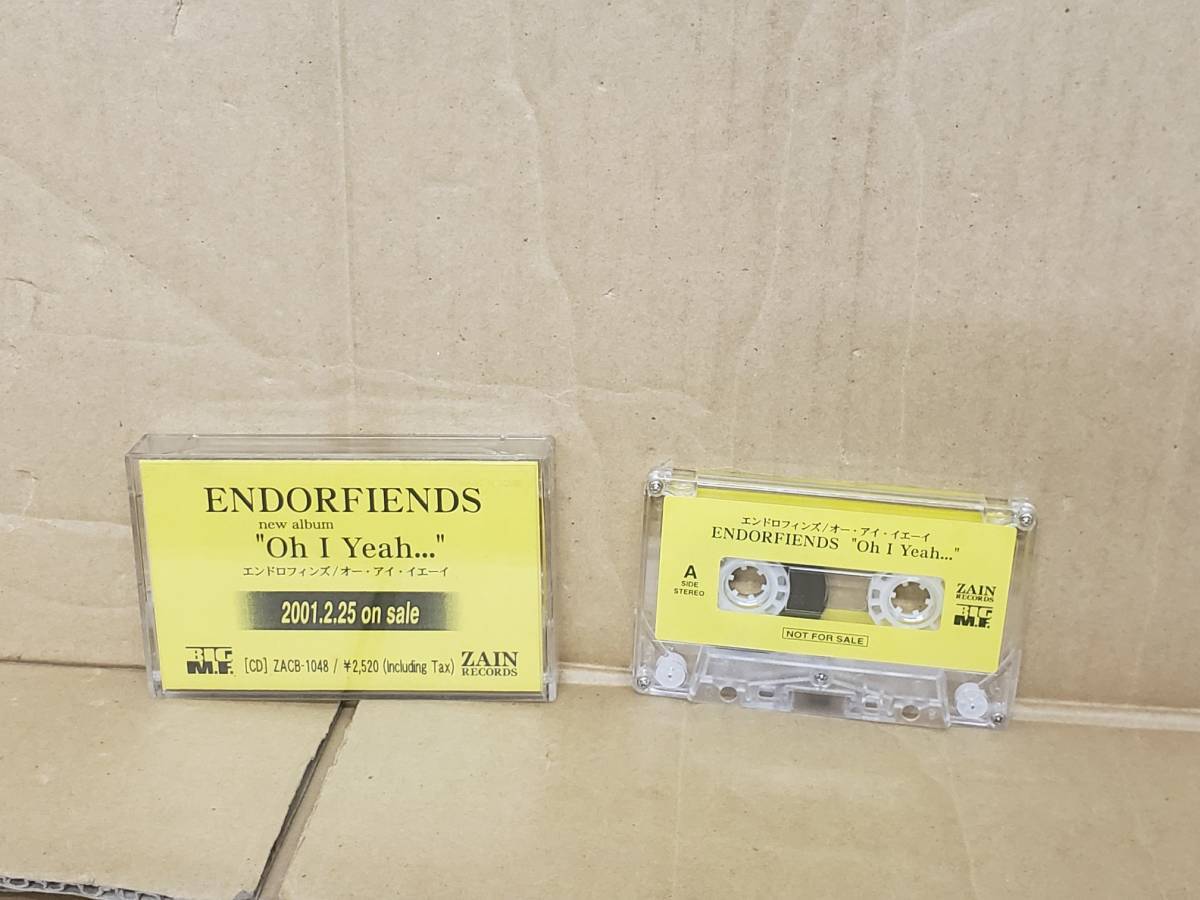 ENDORFIENDS
new album
"Oh I Yeah..."
エンドロフィンズ/オー・アイ・イエーイ
2001.2.25 on sale
BIG
M.F.
[CD] ZACB-1048 / ¥2,520 (Including Tax)
ZAIN
RECORDS
エンドロフィンズ/オー・アイ・イエーイ
ENDORFIENDS "Oh I Yeah..."
A
SIDE
STEREO
ZAIN
RECORDS
BIG
M.F.
NOT FOR SALE